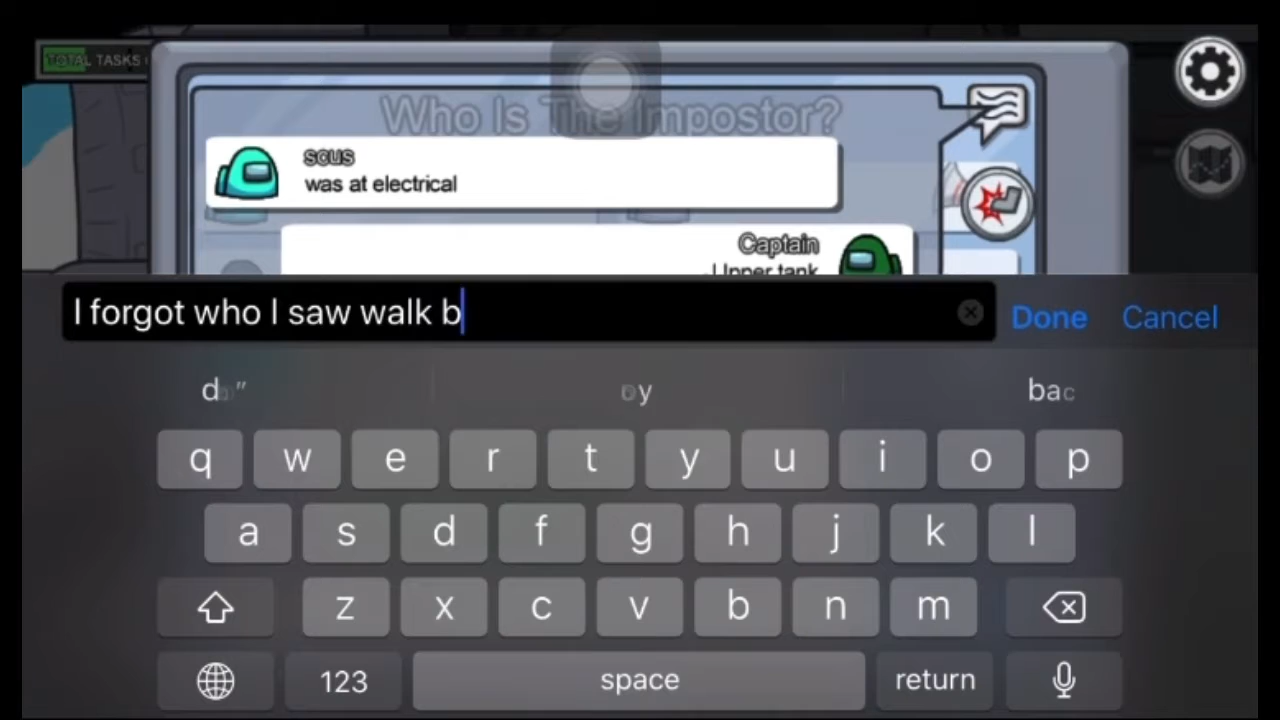 TOTAL TASKS
Who Is The Impostor?
scus
was at electrical
Captain
Upper tank
I forgot who I saw walk b
Done
Cancel
y
bac
q w e r t y u i o p
a s d f g h j k l
z x c v b n m
123
space
return